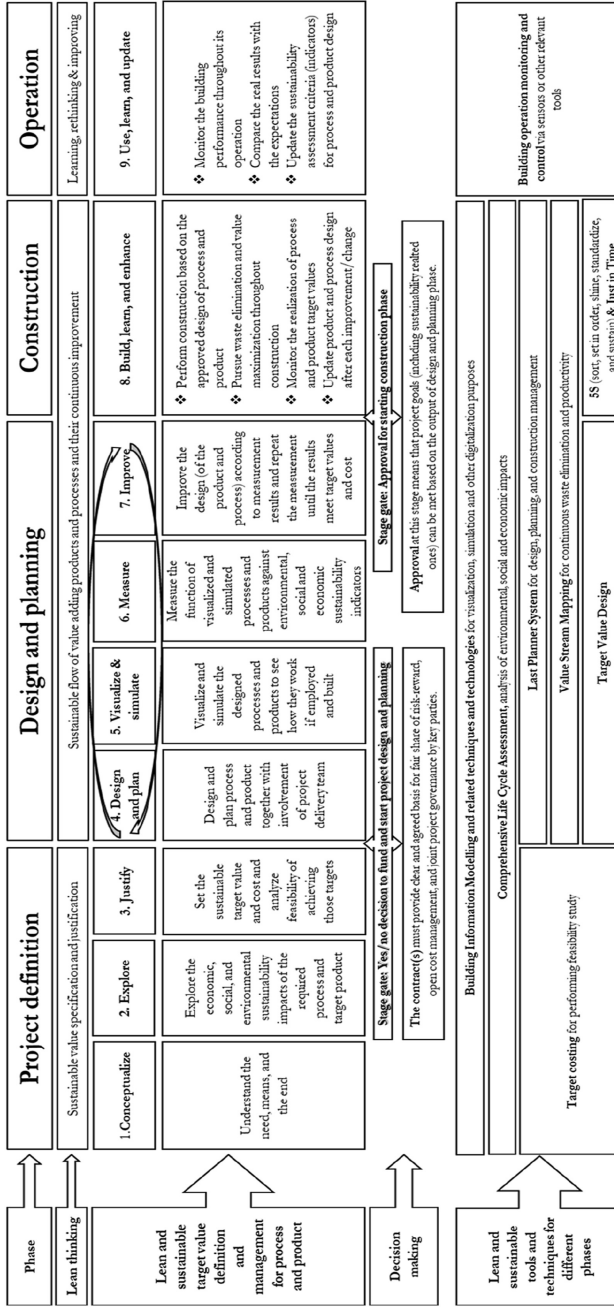 Phase
Project definition
Design and planning
Construction
Operation
Lean thinking
Sustainable value specification and justification
Sustainable flow of value adding products and processes and their continuous improvement
Learning, rethinking & improving
Lean and
sustainable
target value
definition
and
management
for process
and product
1.Conceptualize
2. Explore
3. Justify
4. Design
and plan
5. Visualize &
simulate
6. Measure
7. Improve
8. Build, learn, and enhance
9. Use, learn, and update
Understand the
need, means, and
the end
Explore the
economic,
social, and
environmental
sustainability
impacts of the
required
process and
target product
Set the
sustainable
target value
and cost and
analyze
feasibility of
achieving
those targets
Design and
plan process
and product
together with
involvement
of project
delivery team
Visualize and
simulate the
designed
processes and
products to see
how they work
if employed
and built
Measure the
function of
visualized and
simulated
processes and
products against
environmental,
social and
economic
sustainability
indicators
Improve the
design (of the
product and
process) according
to measurement
results and repeat
the measurement
until the results
meet target values
and cost
❖ Perform construction based on the
approved design of process and
product
❖ Pursue waste elimination and value
maximization throughout
construction
❖ Monitor the realization of process
and product target values
❖ Update product and process design
after each improvement/ change
❖ Monitor the building
performance throughout its
operation
❖ Compare the real results with
the expectations
❖ Update the sustainability
assessment criteria (indicators)
for process and product design
Decision
making
Stage gate: Yes/ no decision to fund and start project design and planning
The contract(s) must provide clear and agreed basis for fair share of risk-reward,
open cost management, and joint project governance by key parties.
Stage gate: Approval for starting construction phase
Approval at this stage means that project goals (including sustainability realted
ones) can be met based on the output of design and planning phase.
Lean and
sustainable
tools and
techniques for
different
phases
Building Information Modelling and related techniques and technologies for visualization, simulation and other digitalization purposes
Comprehensive Life Cycle Assessment, analysis of environmental, social and economic impacts
Target costing for performing feasibility study
Last Planner System for design, planning, and construction management
Value Stream Mapping for continuous waste elimination and productivity
Target Value Design
5S (sort, set in order, shine, standardize,
and sustain) & Just in Time
Building operation monitoring and
control via sensors or other relevant
tools